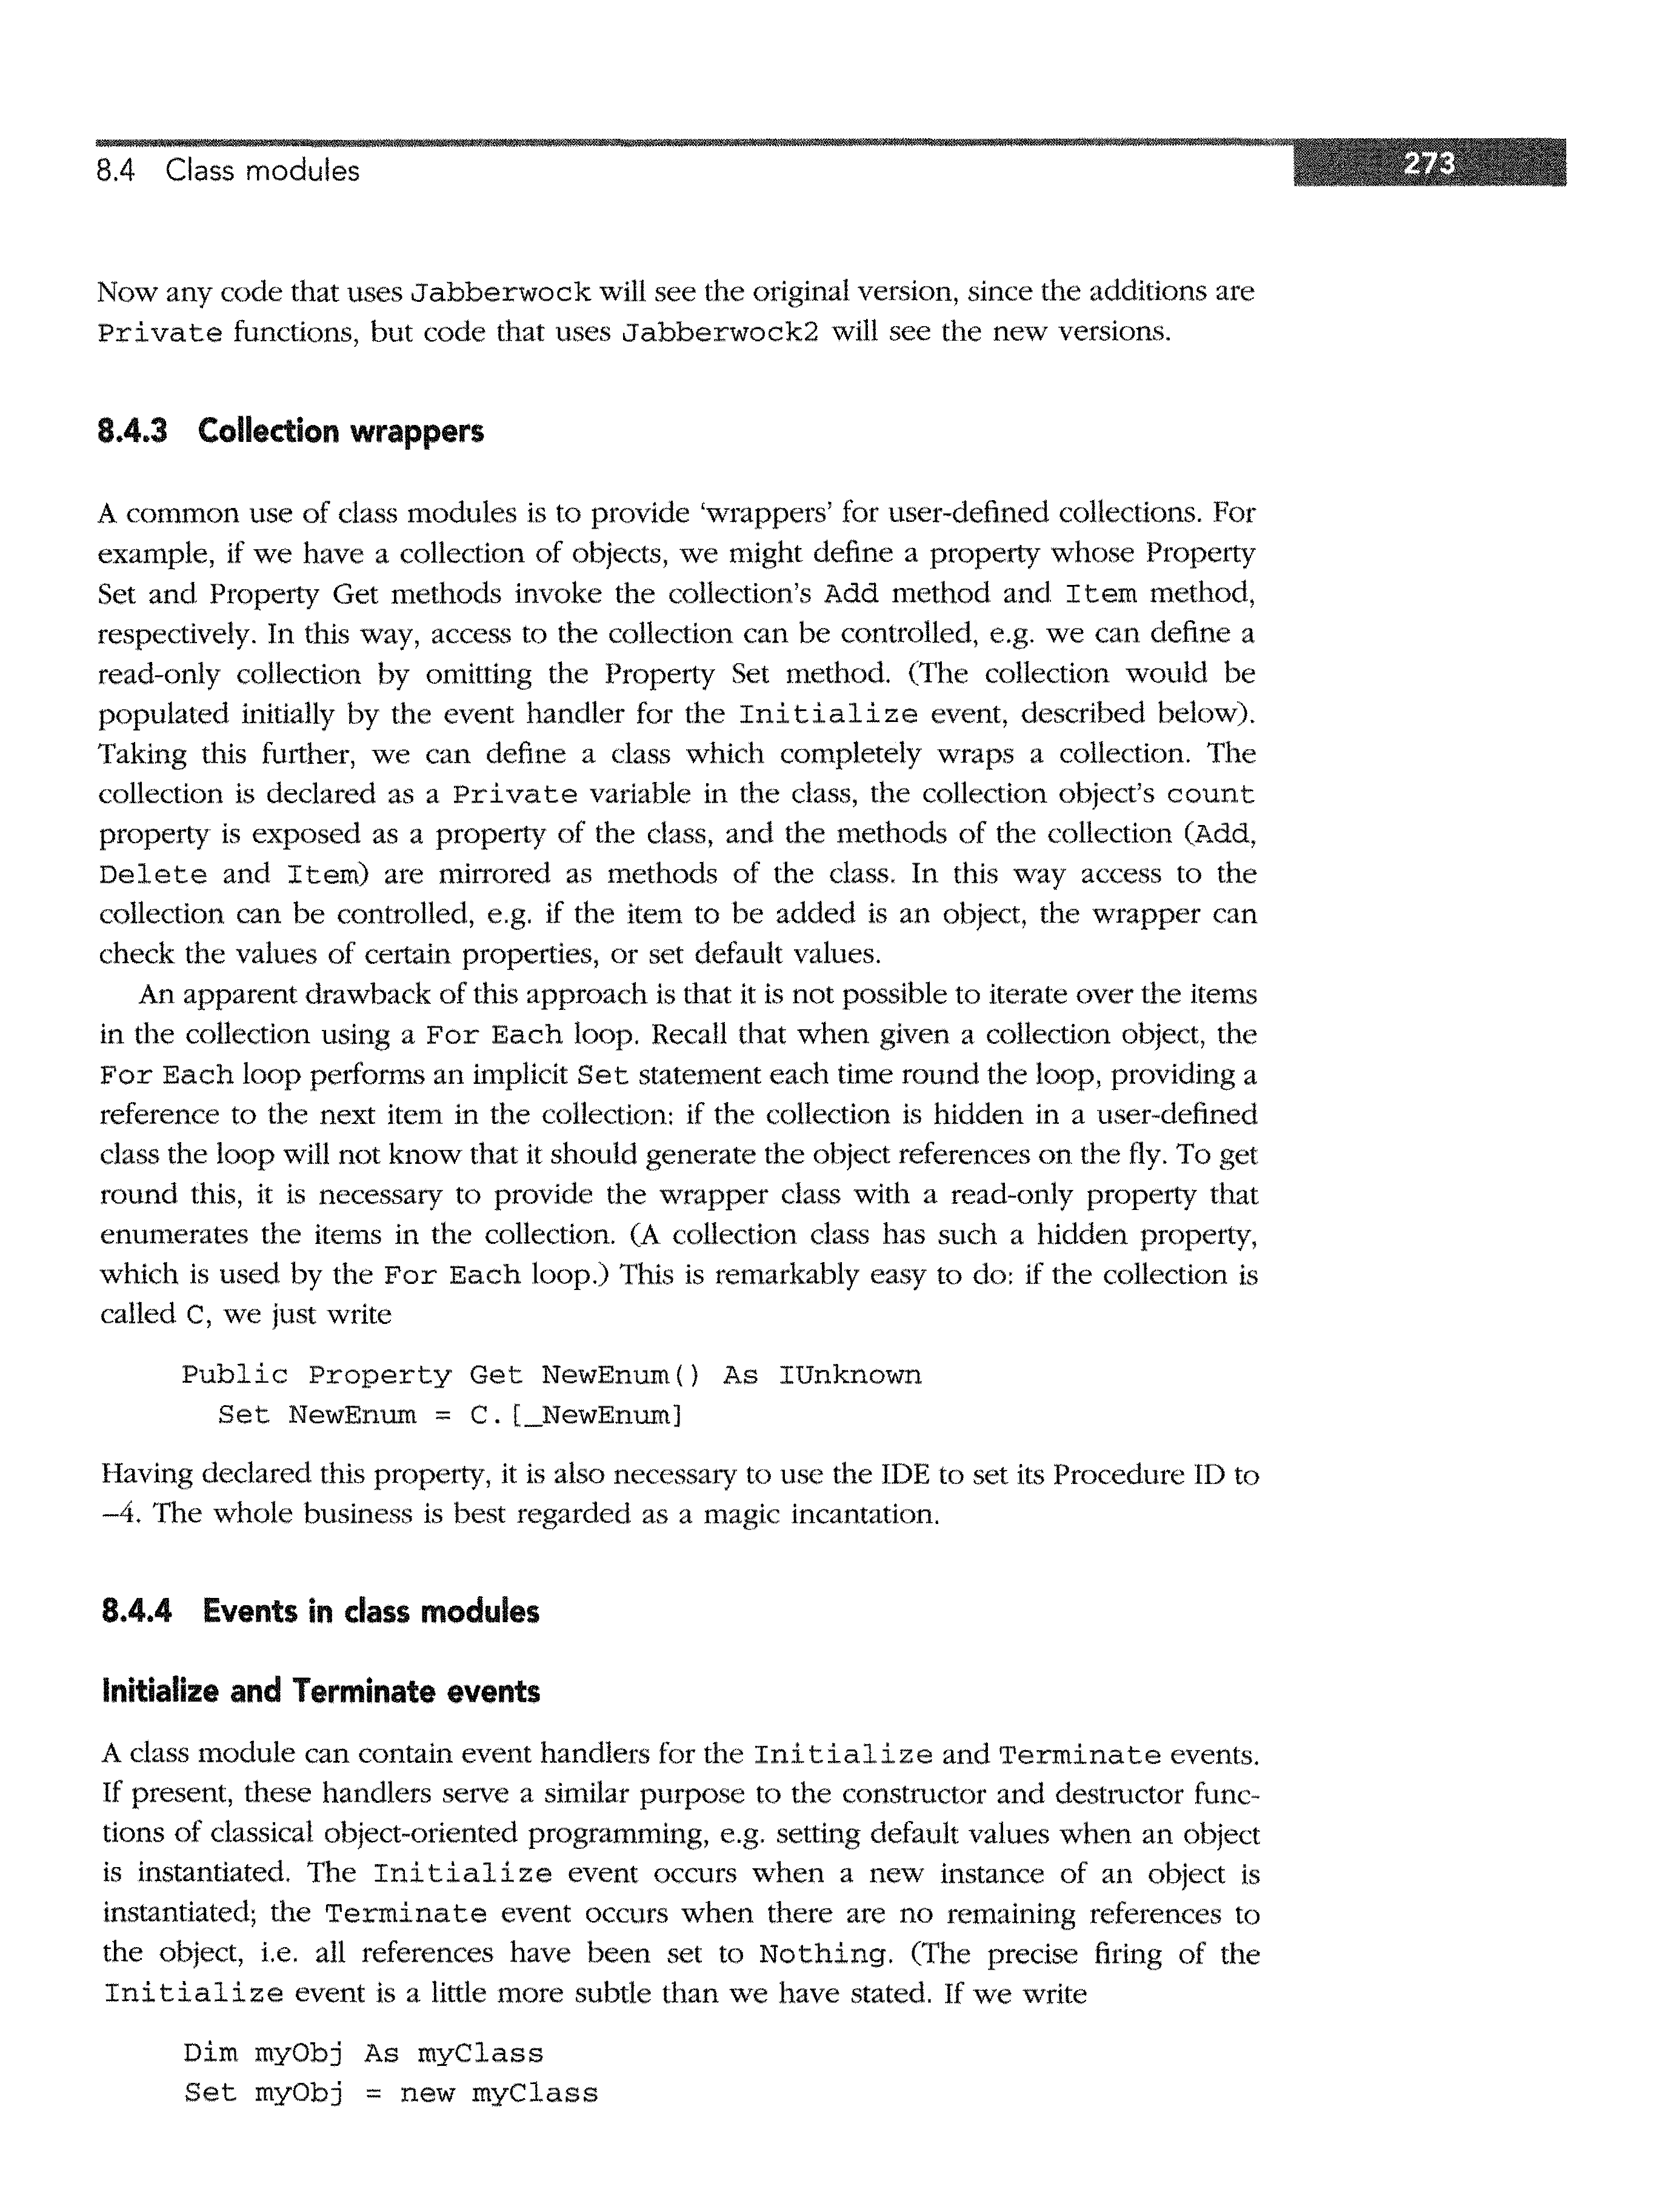 8.4 Class modules
273
Now any code that uses Jabberwock will see the original version, since the additions are
Private functions, but code that uses Jabberwock2 will see the new versions.
8.4.3 Collection wrappers
A common use of class modules is to provide ‘wrappers’ for user-defined collections. For
example, if we have a collection of objects, we might define a property whose Property
Set and Property Get methods invoke the collection’s Add method and Item method,
respectively. In this way, access to the collection can be controlled, e.g. we can define a
read-only collection by omitting the Property Set method. (The collection would be
populated initially by the event handler for the Initialize event, described below).
Taking this further, we can define a class which completely wraps a collection. The
collection is declared as a Private variable in the class, the collection object’s count
property is exposed as a property of the class, and the methods of the collection (Add,
Delete and Item) are mirrored as methods of the class. In this way access to the
collection can be controlled, e.g. if the item to be added is an object, the wrapper can
check the values of certain properties, or set default values.
An apparent drawback of this approach is that it is not possible to iterate over the items
in the collection using a For Each loop. Recall that when given a collection object, the
For Each loop performs an implicit Set statement each time round the loop, providing a
reference to the next item in the collection: if the collection is hidden in a user-defined
class the loop will not know that it should generate the object references on the fly. To get
round this, it is necessary to provide the wrapper class with a read-only property that
enumerates the items in the collection. (A collection class has such a hidden property,
which is used by the For Each loop.) This is remarkably easy to do: if the collection is
called C, we just write
Public Property Get NewEnum() As IUnknown
Set NewEnum = C.[_NewEnum]
Having declared this property, it is also necessary to use the IDE to set its Procedure ID to
–4. The whole business is best regarded as a magic incantation.
8.4.4 Events in class modules
Initialize and Terminate events
A class module can contain event handlers for the Initialize and Terminate events.
If present, these handlers serve a similar purpose to the constructor and destructor func-
tions of classical object-oriented programming, e.g. setting default values when an object
is instantiated. The Initialize event occurs when a new instance of an object is
instantiated; the Terminate event occurs when there are no remaining references to
the object, i.e. all references have been set to Nothing. (The precise firing of the
Initialize event is a little more subtle than we have stated. If we write
Dim myObj As myClass
Set myObj = new myClass